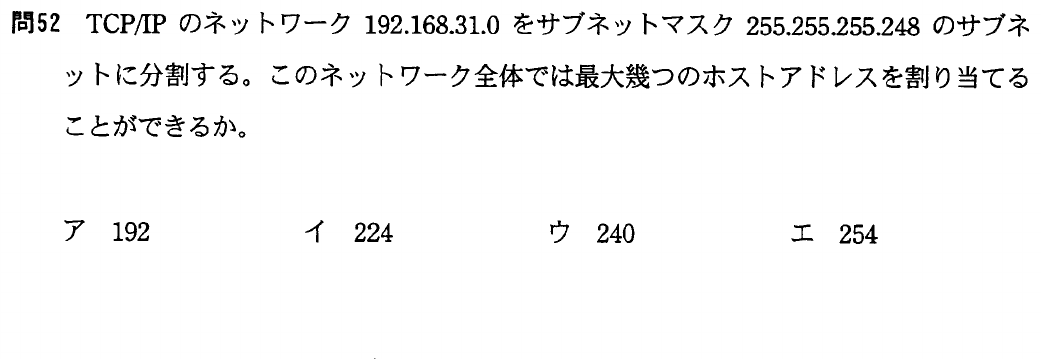 問52 TCP/IP のネットワーク 192.168.31.0 をサブネットマスク 255.255.255.248 のサブネ
ットに分割する。このネットワーク全体では最大幾つのホストアドレスを割り当てる
ことができるか。
ア 192 イ 224 ウ 240 エ 254